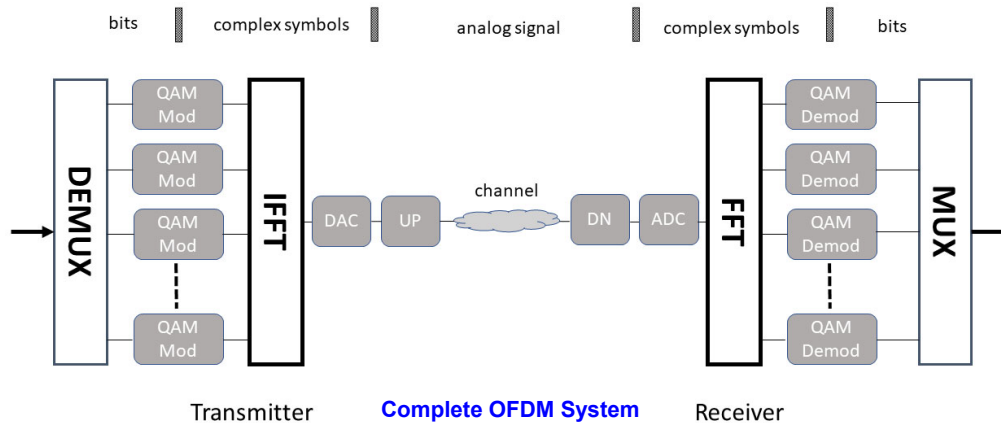 bits
complex symbols
analog signal
complex symbols
bits
DEMUX
QAM
Mod
QAM
Mod
QAM
Mod
QAM
Mod
IFFT
DAC
UP
channel
DN
ADC
FFT
QAM
Demod
QAM
Demod
QAM
Demod
QAM
Demod
MUX
Transmitter
Complete OFDM System
Receiver